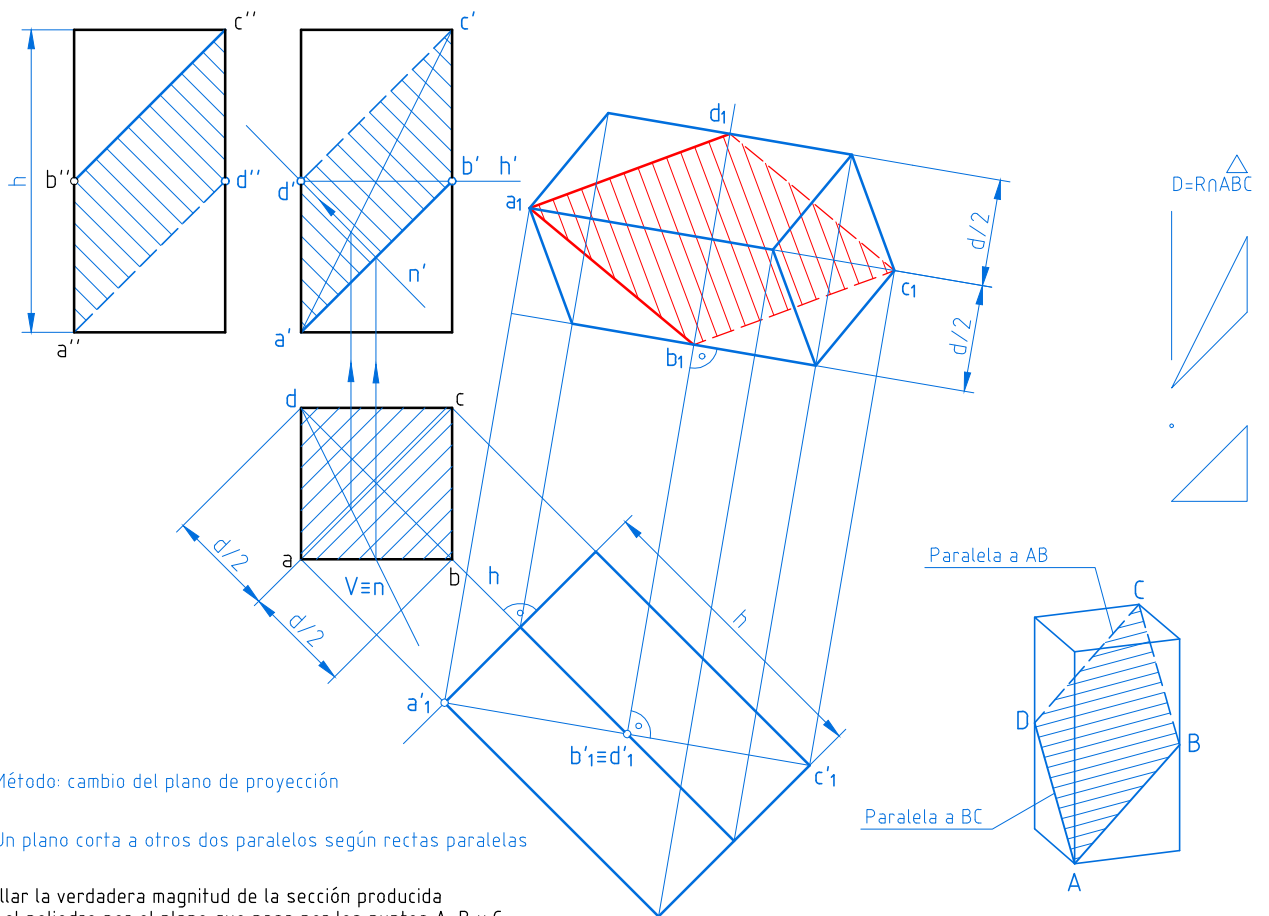 c''
c'
h
b''
d''
d'
b'
h'
n'
a''
a'
d1
a1
b1
c1
d/2
d/2
D=R∩ABC
d
c
a
b
V≡n
h
d/2
d/2
h
a'1
b'1≡d'1
c'1
Paralela a AB
C
D
B
Paralela a BC
A
Método: cambio del plano de proyección
Un plano corta a otros dos paralelos según rectas paralelas
llar la verdadera magnitud de la sección producida